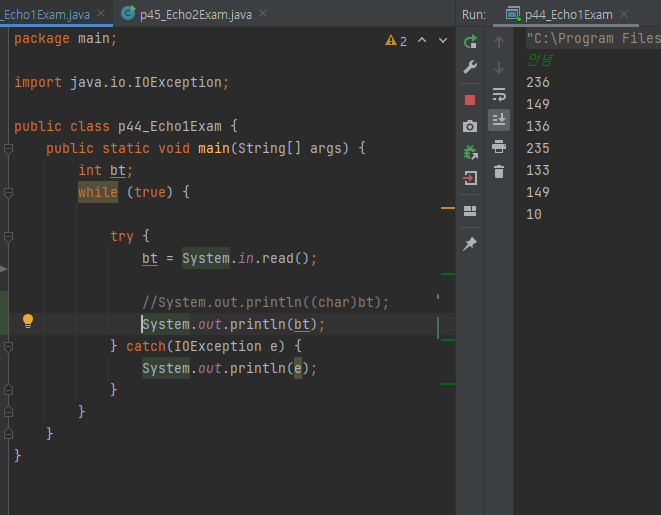 _Echo1Exam.java × p45_Echo2Exam.java ×
package main;
2
import java.io.IOException;
public class p44_Echo1Exam {
public static void main(String[] args) {
int bt;
while (true) {
try {
bt = System.in.read();
//System.out.println((char)bt);
System.out.println(bt);
} catch(IOException e) {
System.out.println(e);
}
}
}
}
Run: p44_Echo1Exam ×
"C:\Program Files
안녕
236
149
136
235
133
149
10